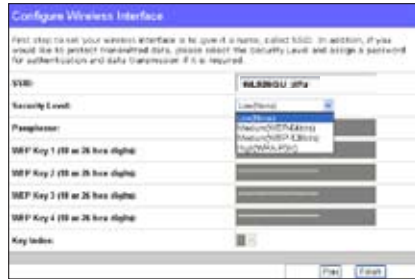 Configure Wireless Interface
First step to set your wireless interface is to give it a name, called SSID. In addition, if you
would like to protect transmitted data, please select the Security Level and assign a password
for authentication and data transmission if it is required.
SSID:
Security Level: Low(None)
Low(None)
Medium(WEP-64bits)
Medium(WEP-128bits)
High(WPA-PSK)
Passphrase:
WEP Key 1 (10 or 26 hex digits):
WEP Key 2 (10 or 26 hex digits):
WEP Key 3 (10 or 26 hex digits):
WEP Key 4 (10 or 26 hex digits):
Key Index:
Prev Finish